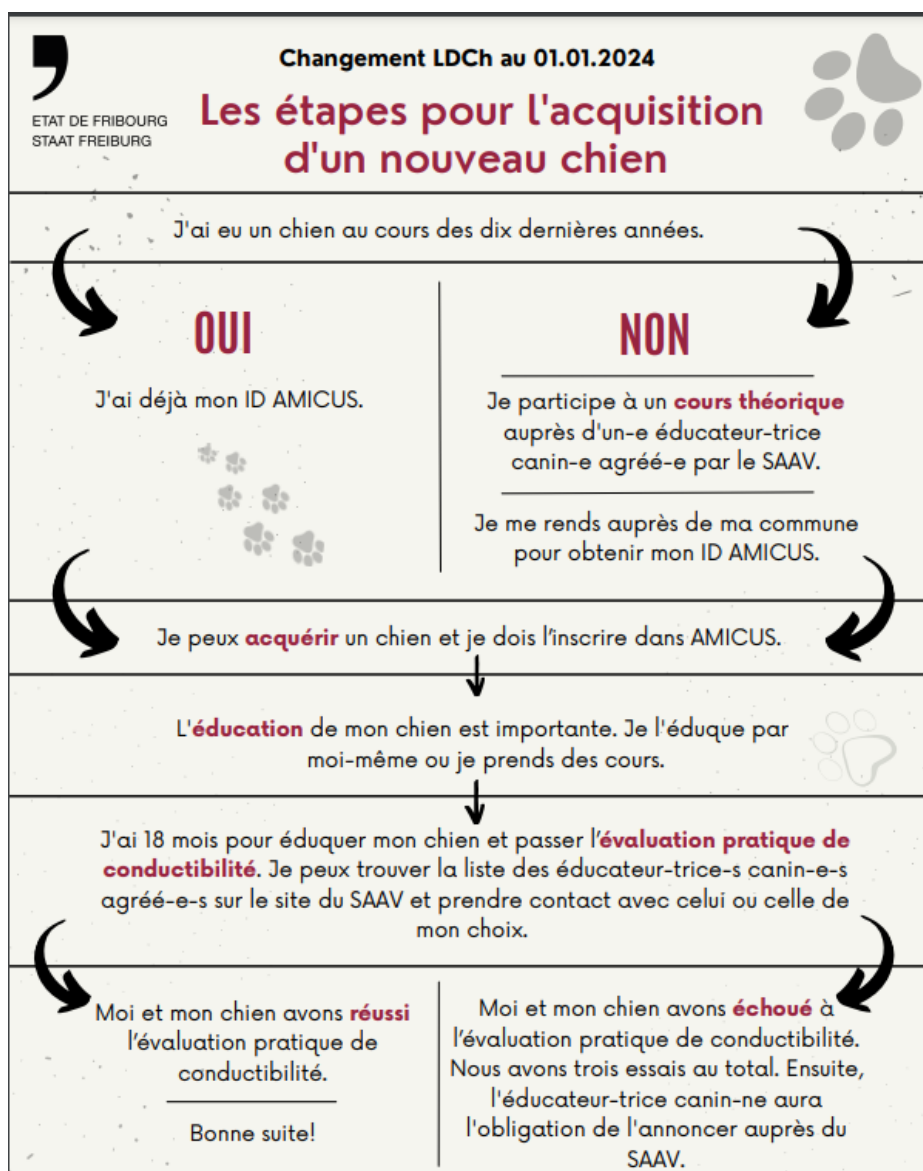 Changement LDCh au 01.01.2024
ETAT DE FRIBOURG
STAAT FREIBURG
Les étapes pour l'acquisition
d'un nouveau chien
J'ai eu un chien au cours des dix dernières années.
OUI
J'ai déjà mon ID AMICUS.
NON
Je participe à un cours théorique
auprès d'un-e éducateur-trice
canin-e agréé-e par le SAAV.
Je me rends auprès de ma commune
pour obtenir mon ID AMICUS.
Je peux acquérir un chien et je dois l'inscrire dans AMICUS.
L'éducation de mon chien est importante. Je l'éduque par
moi-même ou je prends des cours.
J'ai 18 mois pour éduquer mon chien et passer l'évaluation pratique de
conductibilité. Je peux trouver la liste des éducateur-trice-s canin-e-s
agréé-e-s sur le site du SAAV et prendre contact avec celui ou celle de
mon choix.
Moi et mon chien avons réussi
l'évaluation pratique de
conductibilité.
Bonne suite!
Moi et mon chien avons échoué à
l'évaluation pratique de conductibilité.
Nous avons trois essais au total. Ensuite,
l'éducateur-trice canin-ne aura
l'obligation de l'annoncer auprès du
SAAV.